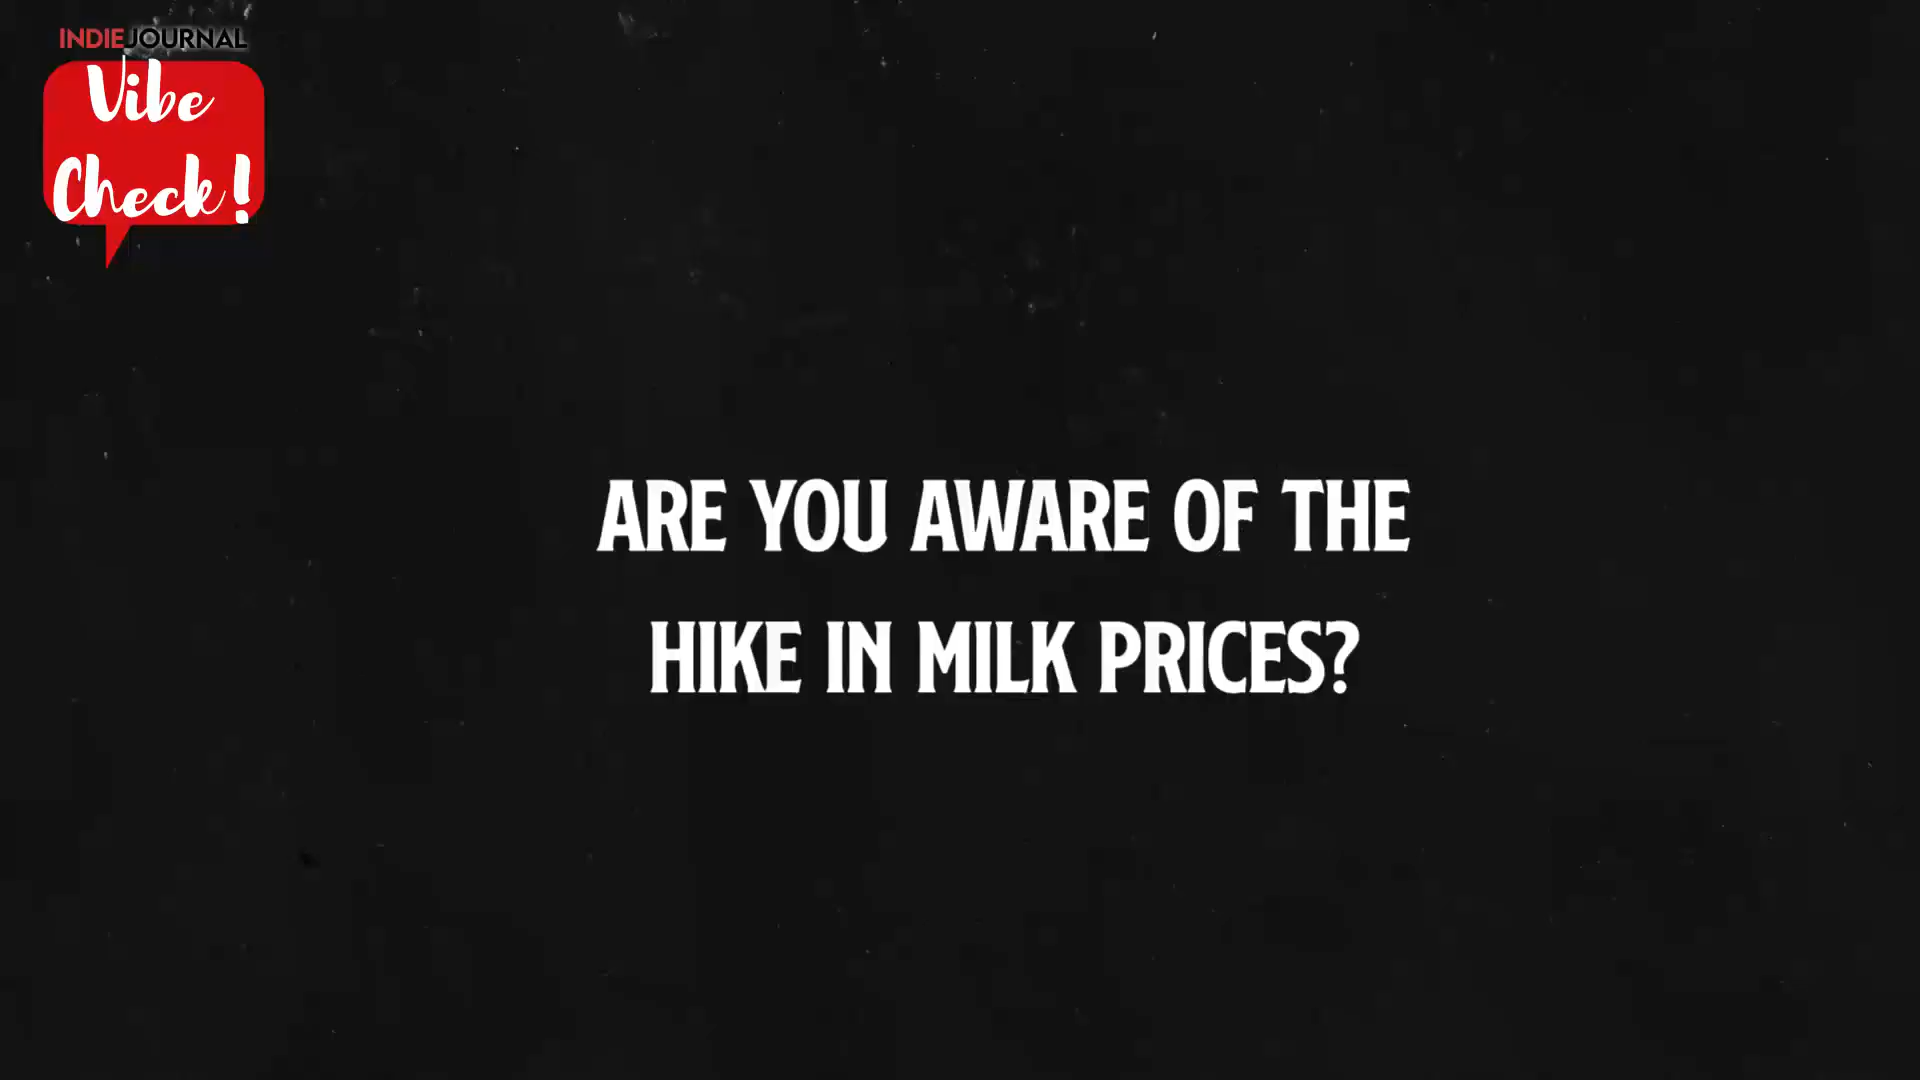 INDIEJOURNAL
Vibe
Check!
ARE YOU AWARE OF THE
HIKE IN MILK PRICES?